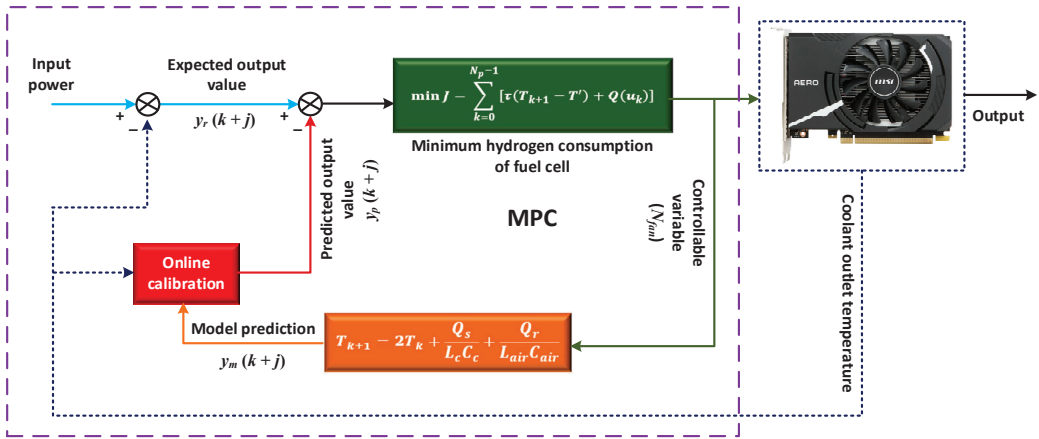 Input
power
Expected output
value
+
−
y_r (k + j)
+
−
min J − ∑_{k=0}^{N_p−1} [τ(T_{k+1} − T′) + Q(u_k)]
Minimum hydrogen consumption
of fuel cell
MPC
Predicted output
value
y_p (k + j)
Controllable
variable
(N_fan)
AERO
msi
Output
Coolant outlet temperature
Online
calibration
Model prediction
y_m (k + j)
T_{k+1} − 2T_k + Q_s/(L_c C_c) + Q_r/(L_air C_air)